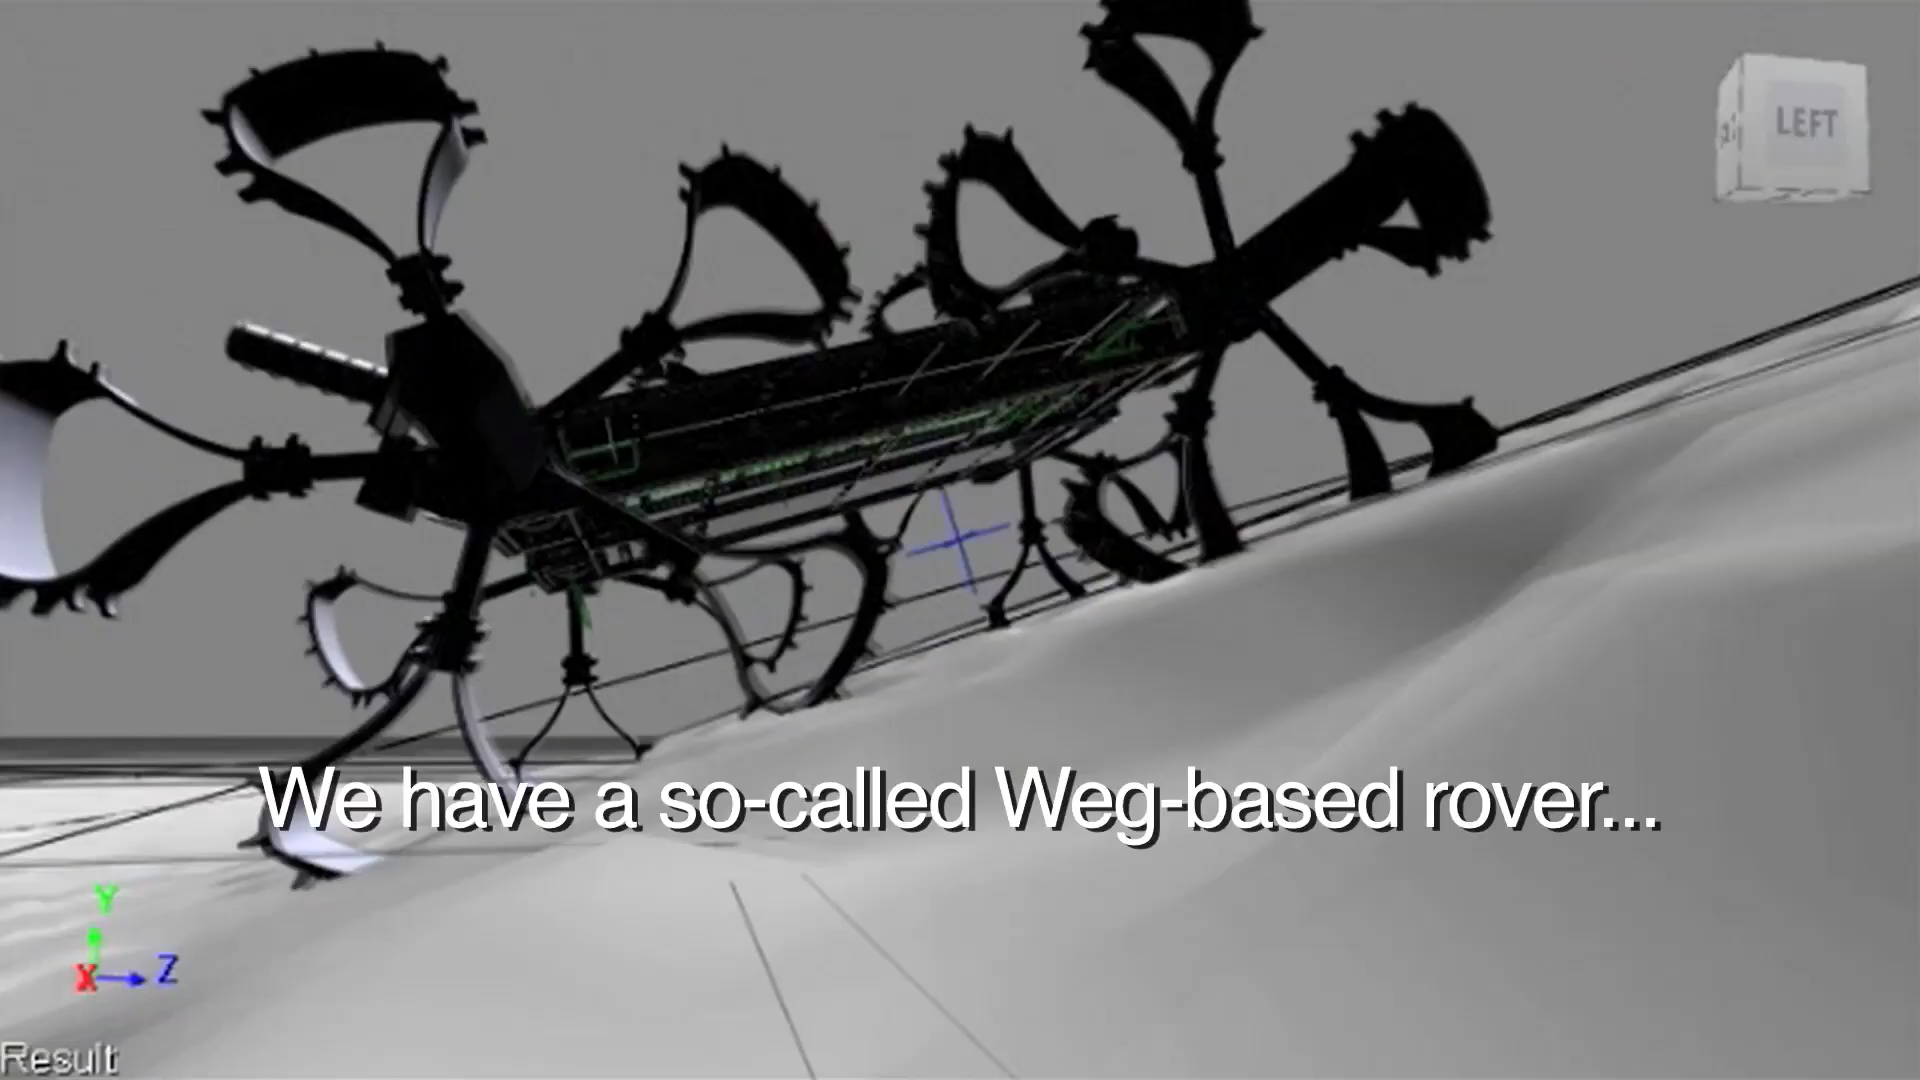 LEFT
We have a so-called Weg-based rover...
Y
X Z
Result